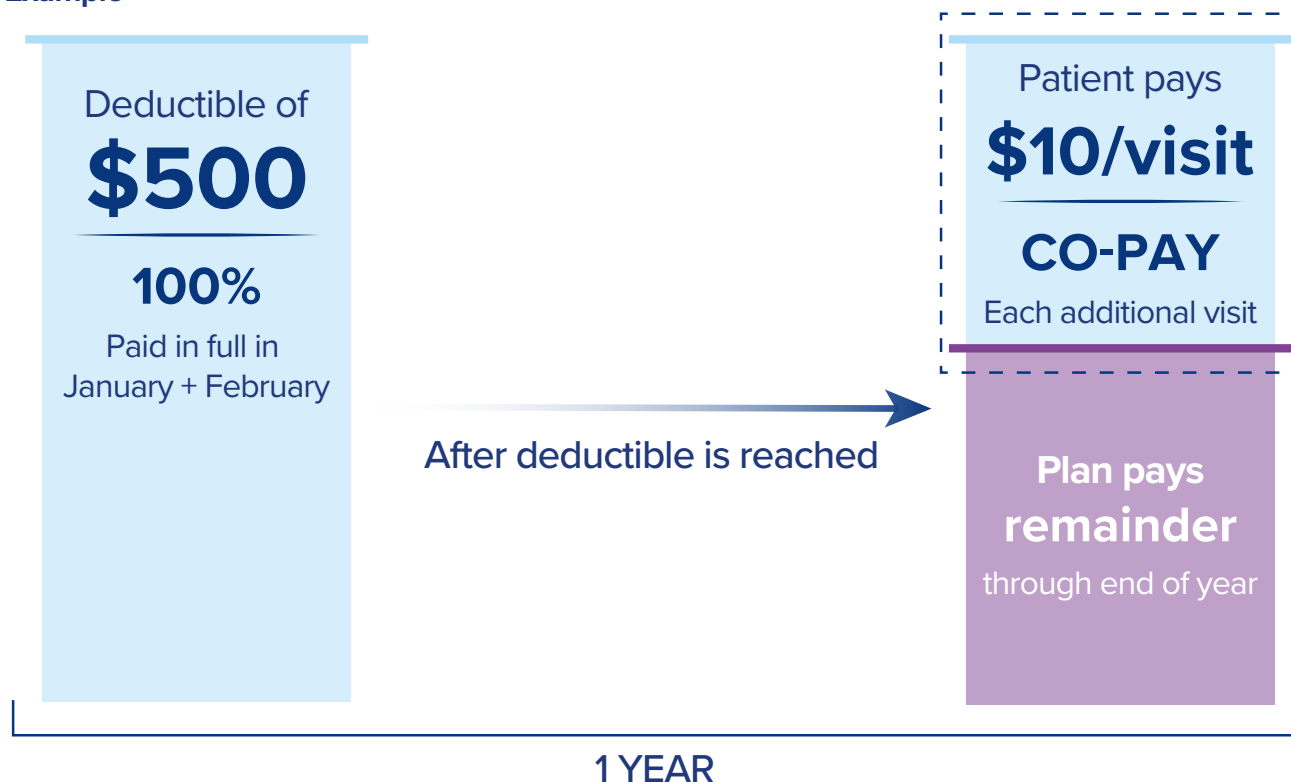 Example
Deductible of
$500
100%
Paid in full in
January + February
After deductible is reached
Patient pays
$10/visit
CO-PAY
Each additional visit
Plan pays
remainder
through end of year
1 YEAR